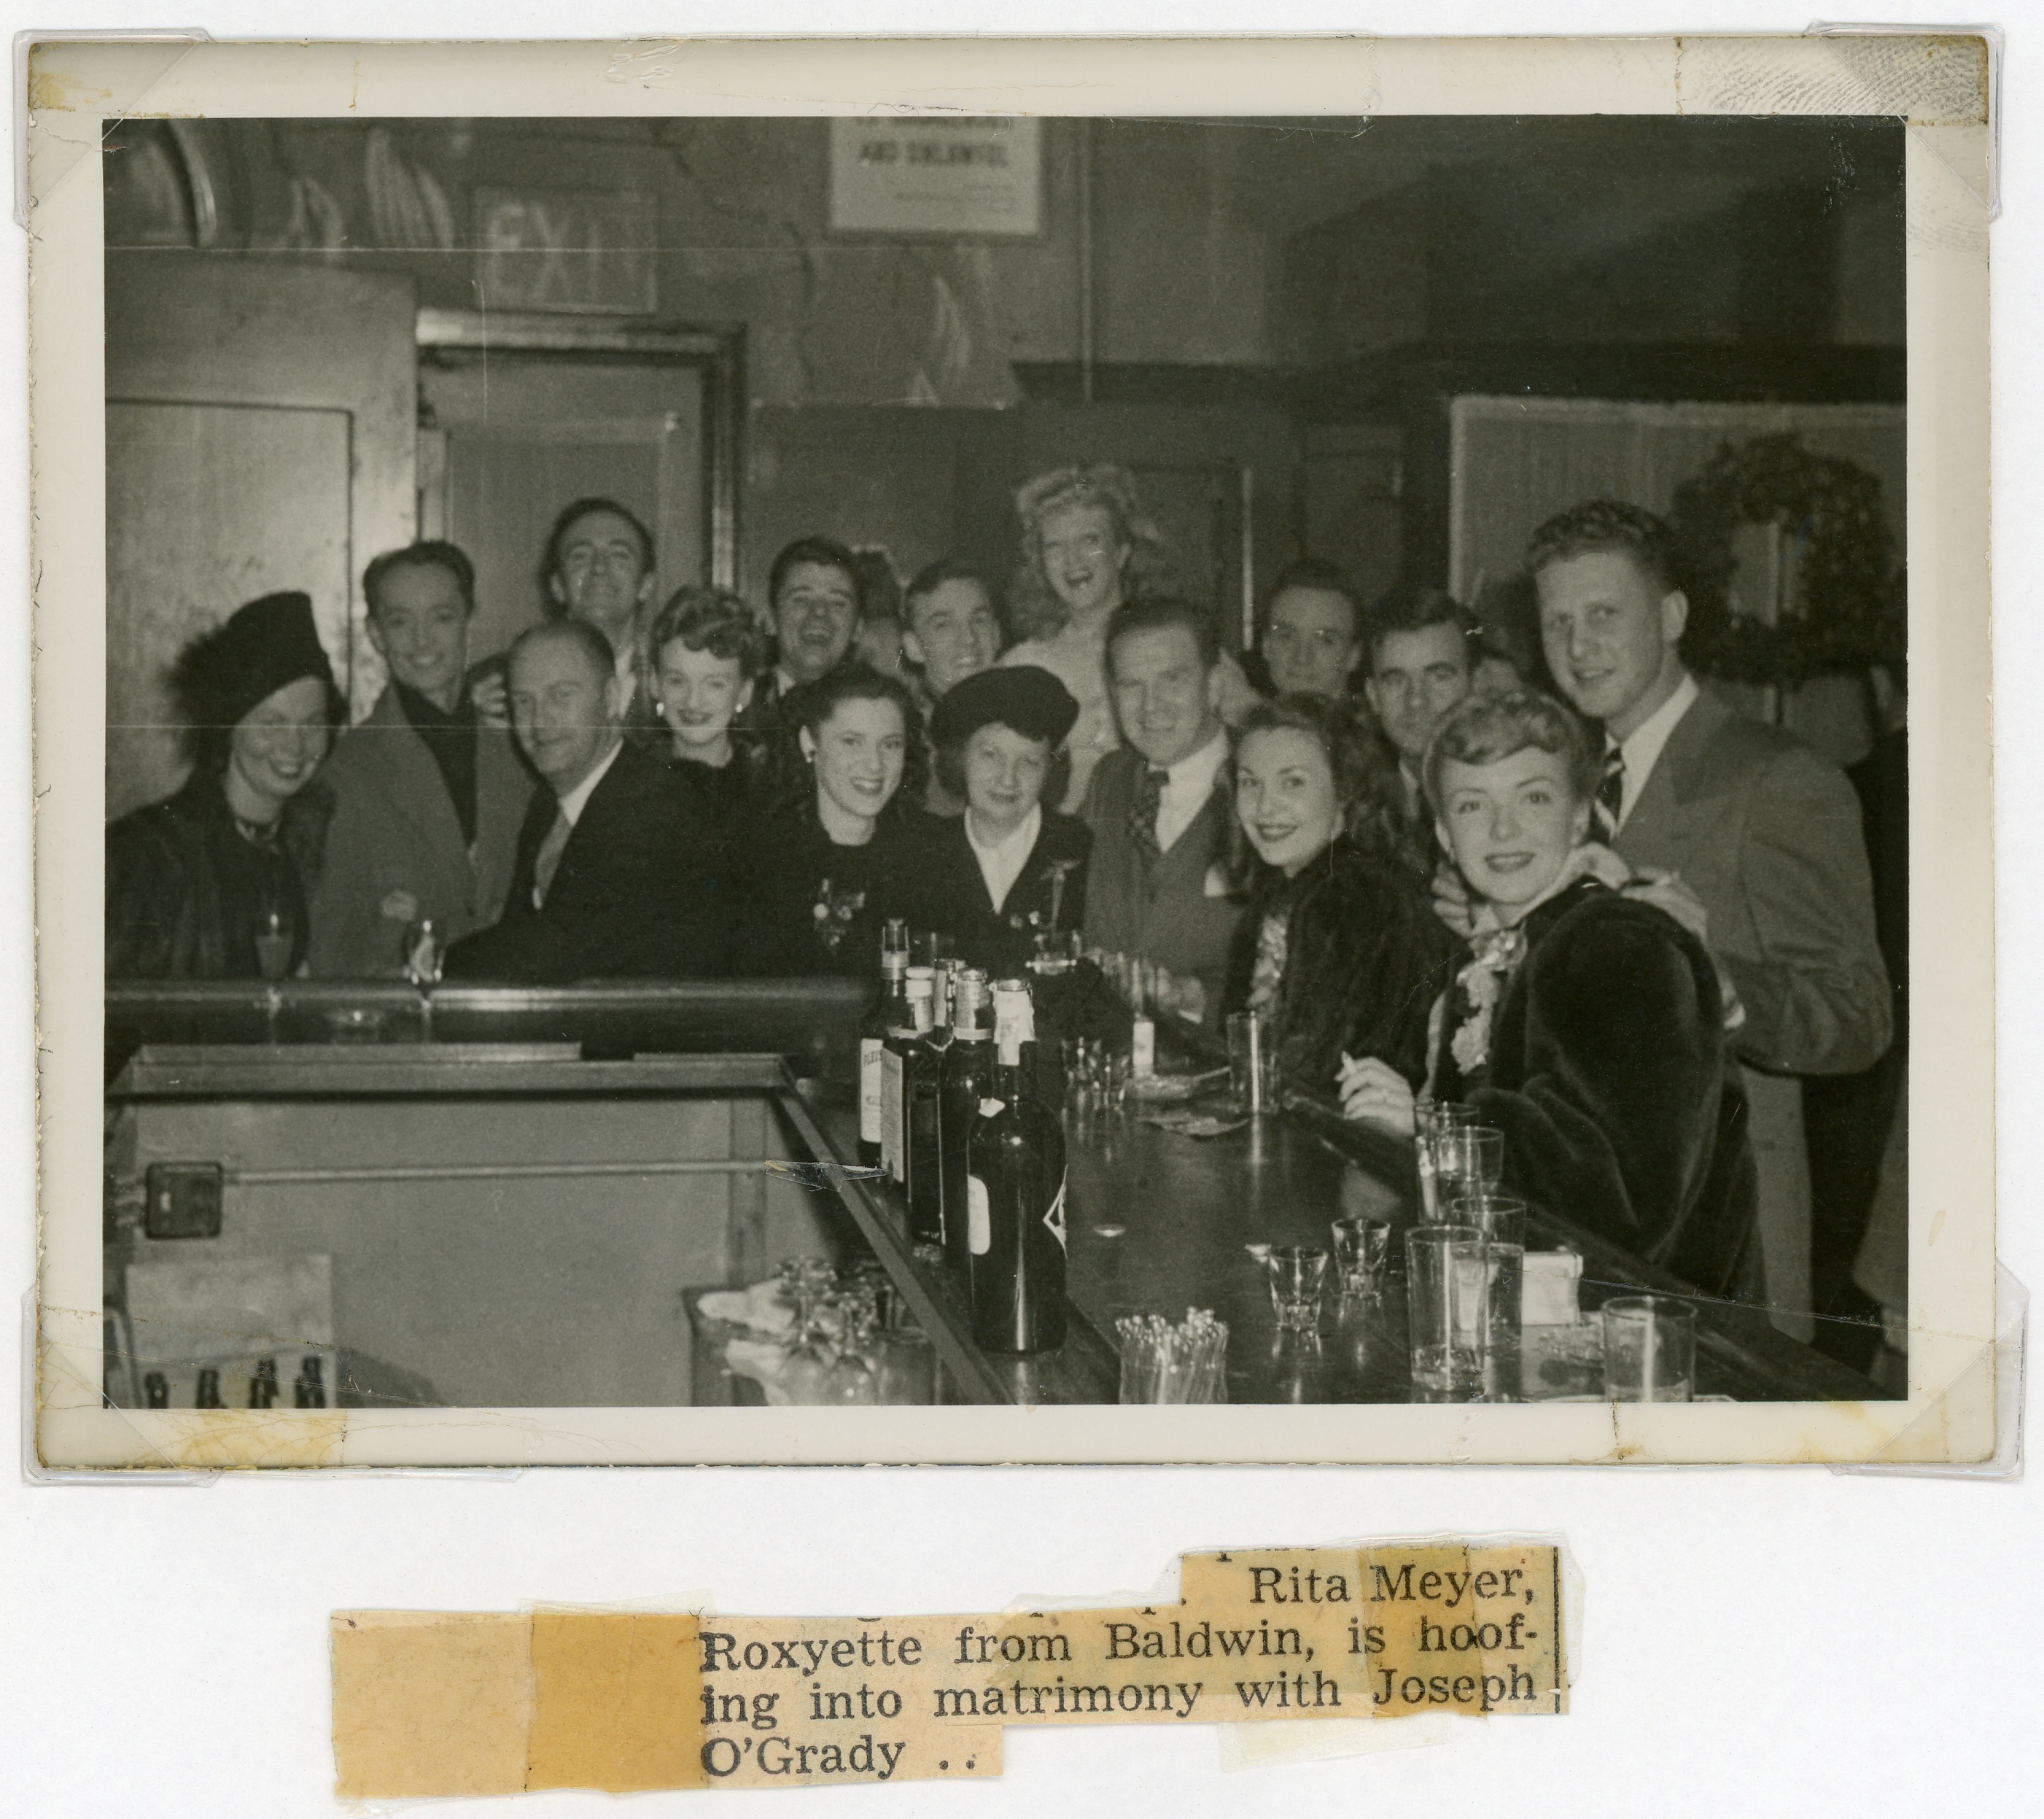 AND UNLAWFUL
EXIT
Rita Meyer,
Roxyette from Baldwin, is hoof-
ing into matrimony with Joseph
O'Grady ..